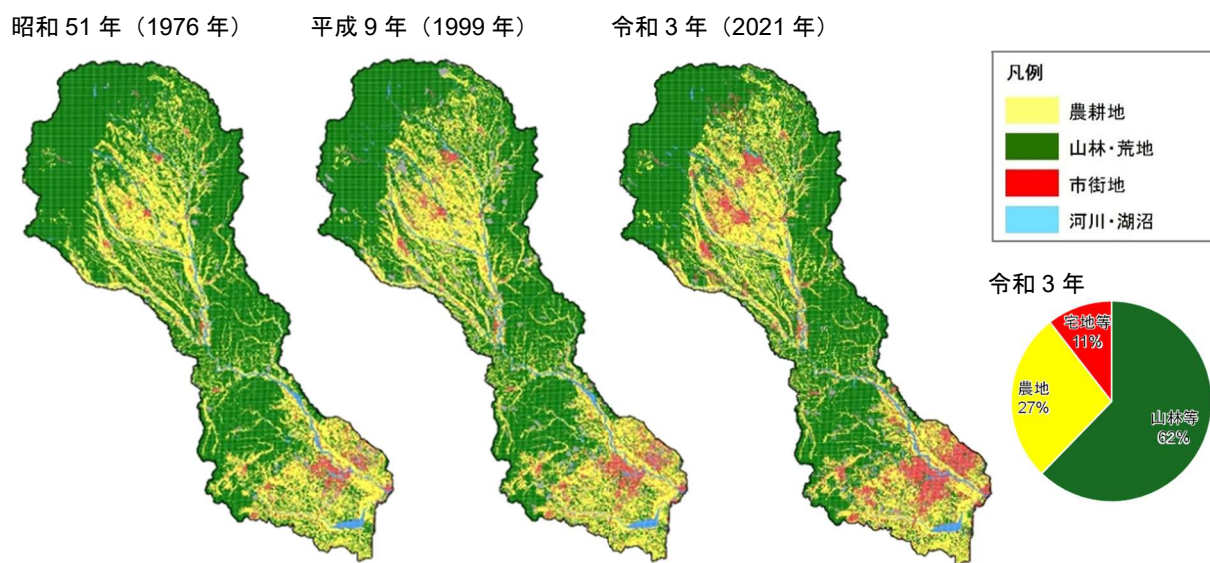 昭和 51 年（1976 年）
平成 9 年（1999 年）
令和 3 年（2021 年）
凡例
農耕地
山林・荒地
市街地
河川・湖沼
令和 3 年
宅地等
11%
農地
27%
山林等
62%